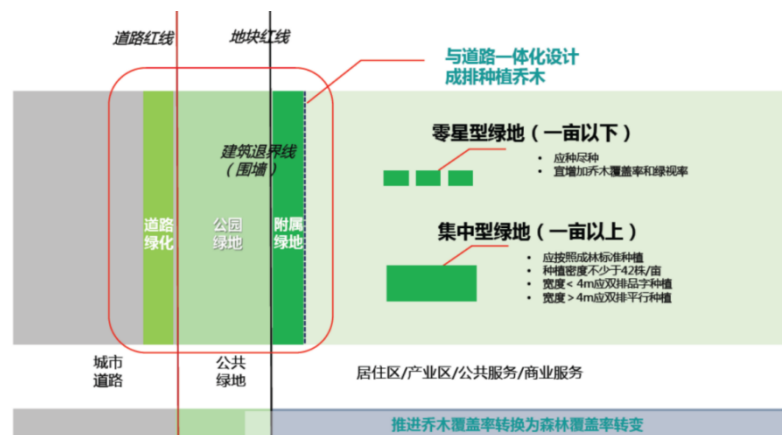 道路红线
地块红线
与道路一体化设计
成排种植乔木
建筑退界线
（围墙）
零星型绿地（一亩以下）
• 应种尽种
• 宜增加乔木覆盖率和绿视率
道路
绿化
公园
绿地
附属
绿地
集中型绿地（一亩以上）
• 应按照成林标准种植
• 种植密度不少于42株/亩
• 宽度＜4m应双排品字种植
• 宽度＞4m应双排平行种植
城市
道路
公共
绿地
居住区/产业区/公共服务/商业服务
推进乔木覆盖率转换为森林覆盖率转变